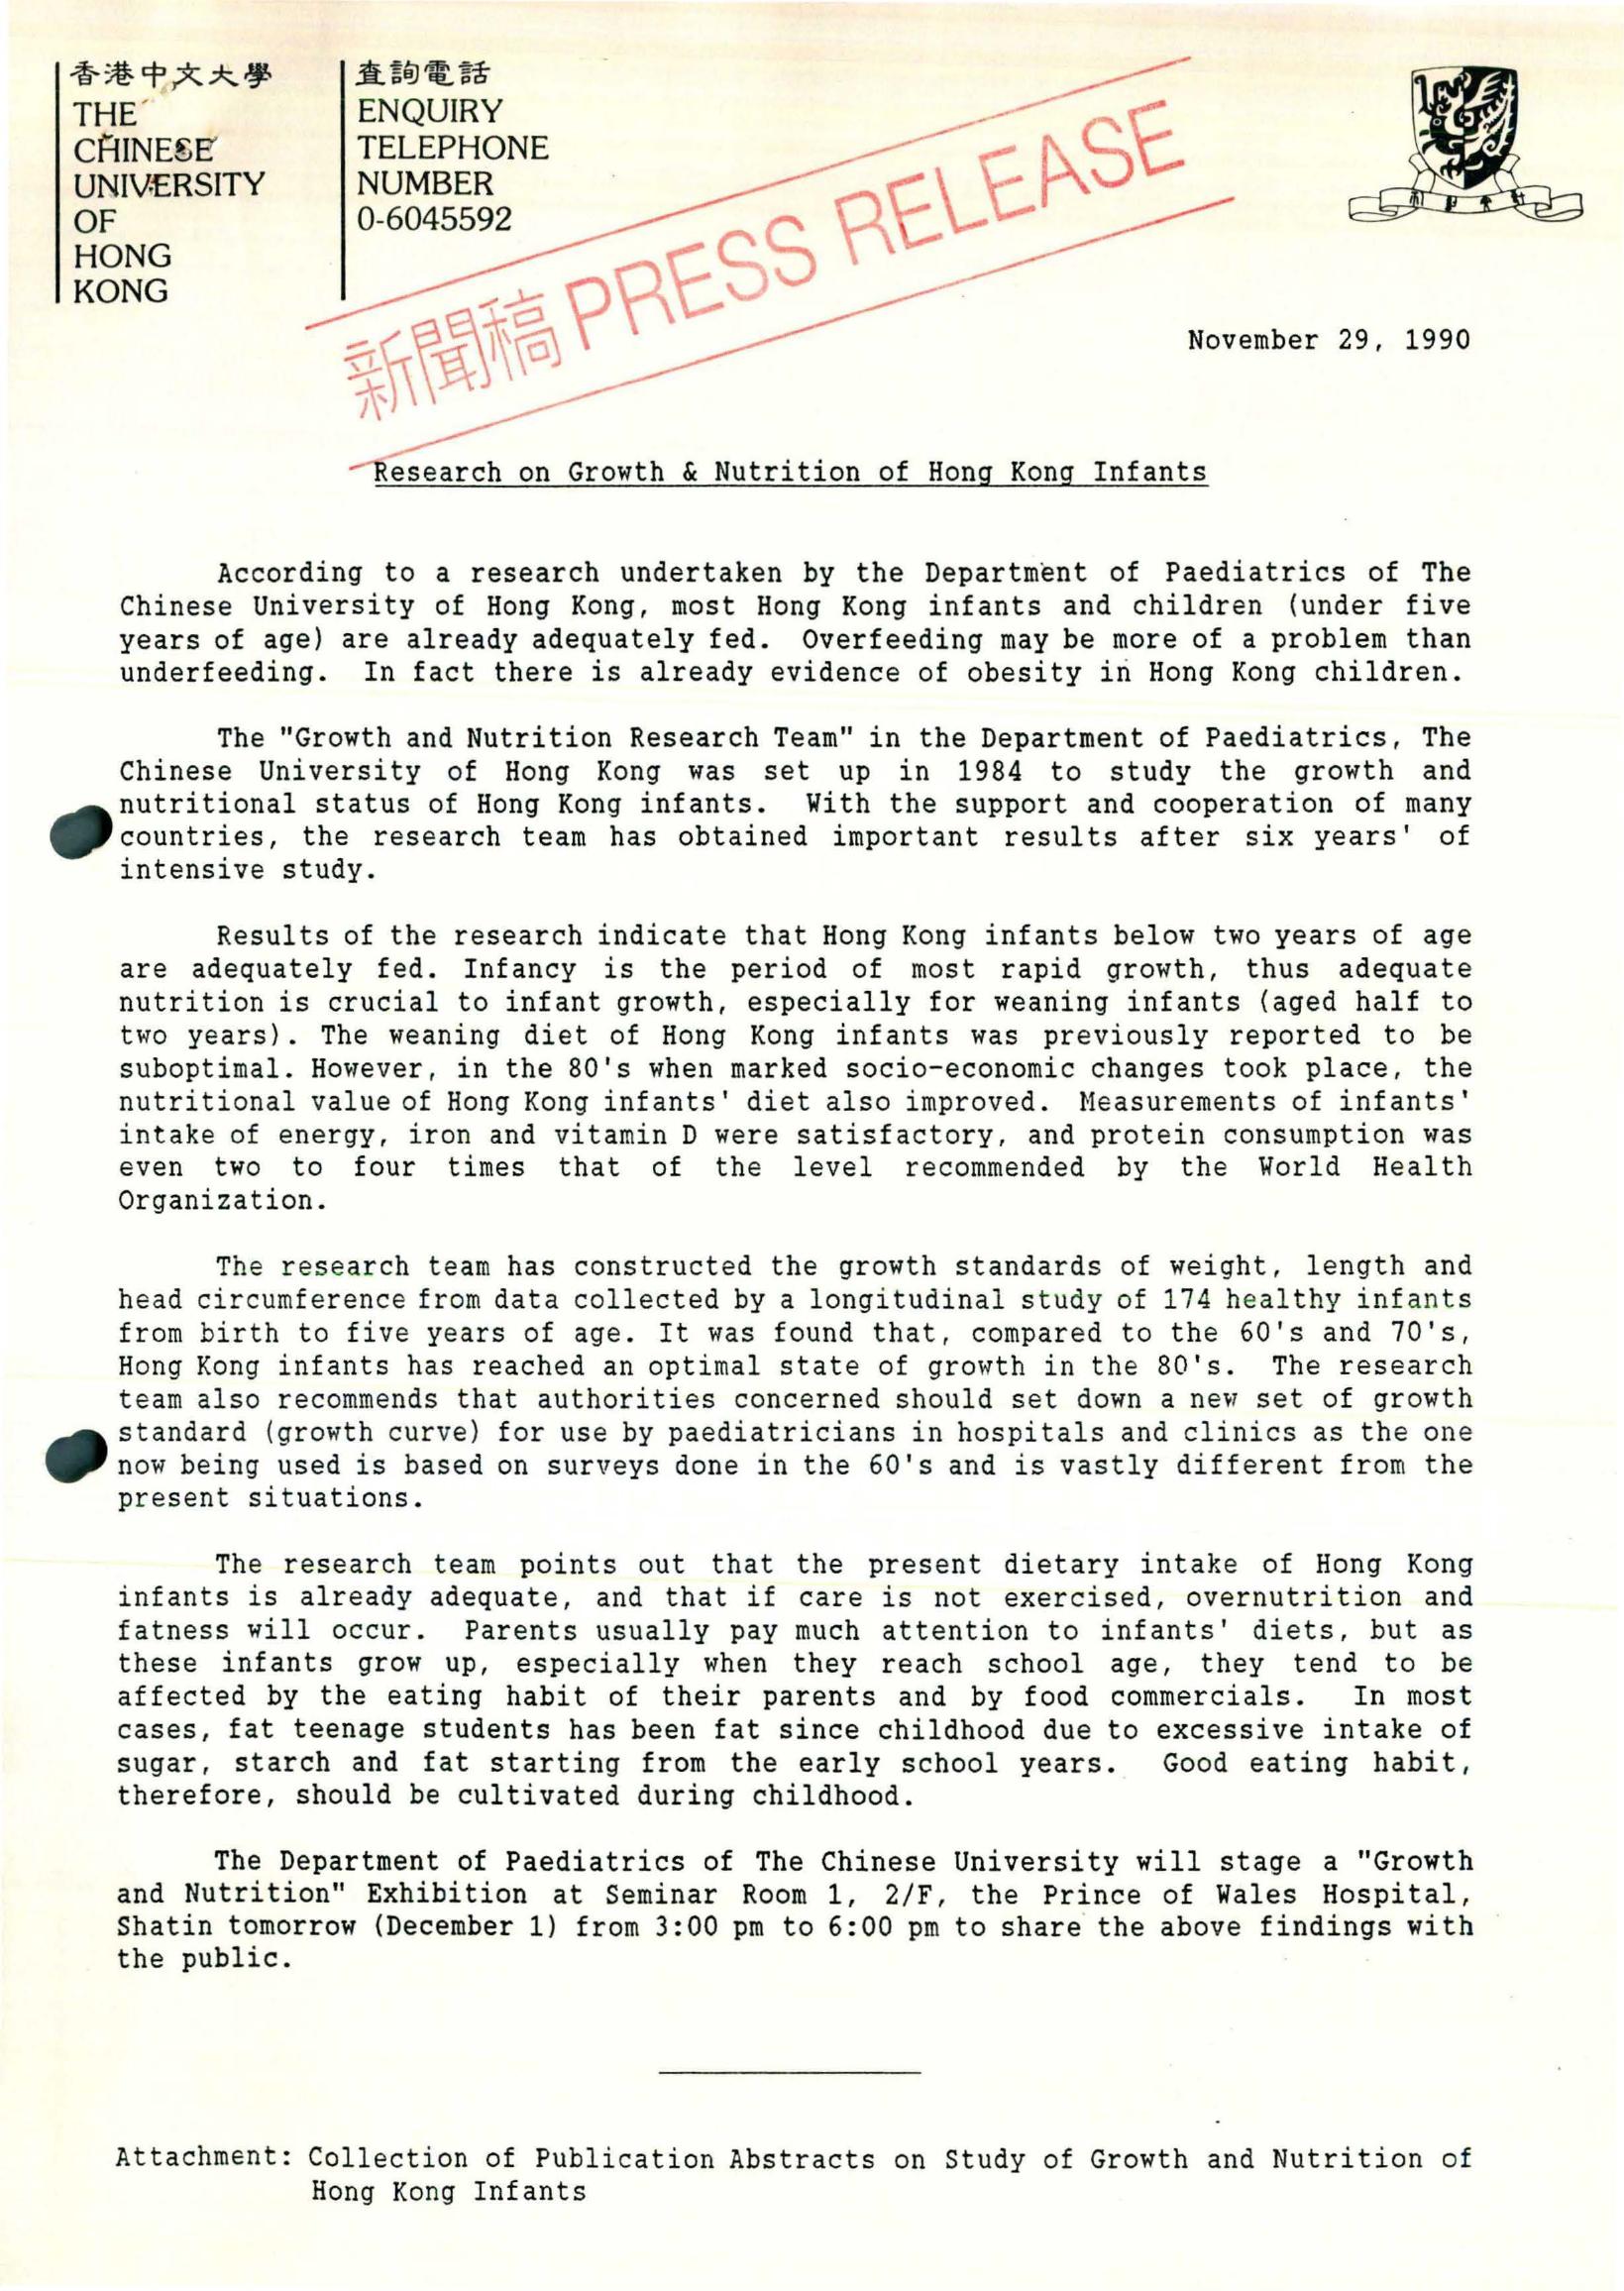 香港中文大學
THE
CHINESE
UNIVERSITY
OF
HONG
KONG
查詢電話
ENQUIRY
TELEPHONE
NUMBER
0-6045592
新聞稿 PRESS RELEASE
November 29, 1990
Research on Growth & Nutrition of Hong Kong Infants
According to a research undertaken by the Department of Paediatrics of The
Chinese University of Hong Kong, most Hong Kong infants and children (under five
years of age) are already adequately fed. Overfeeding may be more of a problem than
underfeeding. In fact there is already evidence of obesity in Hong Kong children.
The "Growth and Nutrition Research Team" in the Department of Paediatrics, The
Chinese University of Hong Kong was set up in 1984 to study the growth and
nutritional status of Hong Kong infants. With the support and cooperation of many
countries, the research team has obtained important results after six years' of
intensive study.
Results of the research indicate that Hong Kong infants below two years of age
are adequately fed. Infancy is the period of most rapid growth, thus adequate
nutrition is crucial to infant growth, especially for weaning infants (aged half to
two years). The weaning diet of Hong Kong infants was previously reported to be
suboptimal. However, in the 80's when marked socio-economic changes took place, the
nutritional value of Hong Kong infants' diet also improved. Measurements of infants'
intake of energy, iron and vitamin D were satisfactory, and protein consumption was
even two to four times that of the level recommended by the World Health
Organization.
The research team has constructed the growth standards of weight, length and
head circumference from data collected by a longitudinal study of 174 healthy infants
from birth to five years of age. It was found that, compared to the 60's and 70's,
Hong Kong infants has reached an optimal state of growth in the 80's. The research
team also recommends that authorities concerned should set down a new set of growth
standard (growth curve) for use by paediatricians in hospitals and clinics as the one
now being used is based on surveys done in the 60's and is vastly different from the
present situations.
The research team points out that the present dietary intake of Hong Kong
infants is already adequate, and that if care is not exercised, overnutrition and
fatness will occur. Parents usually pay much attention to infants' diets, but as
these infants grow up, especially when they reach school age, they tend to be
affected by the eating habit of their parents and by food commercials. In most
cases, fat teenage students has been fat since childhood due to excessive intake of
sugar, starch and fat starting from the early school years. Good eating habit,
therefore, should be cultivated during childhood.
The Department of Paediatrics of The Chinese University will stage a "Growth
and Nutrition" Exhibition at Seminar Room 1, 2/F, the Prince of Wales Hospital,
Shatin tomorrow (December 1) from 3:00 pm to 6:00 pm to share the above findings with
the public.
Attachment: Collection of Publication Abstracts on Study of Growth and Nutrition of
Hong Kong Infants